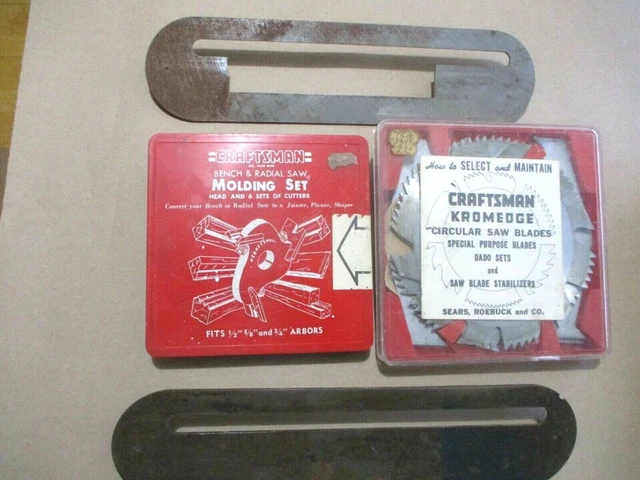 CRAFTSMAN
BENCH & RADIAL SAW
MOLDING SET
HEAD AND 6 SETS OF CUTTERS
Convert your Bench or Radial Saw to a Jointer, Planer, Shaper
FITS 1/2" 5/8" and 3/4" ARBORS
How to SELECT and MAINTAIN
CRAFTSMAN
KROMEDGE
CIRCULAR SAW BLADES
SPECIAL PURPOSE BLADES
DADO SETS
and
SAW BLADE STABILIZERS
SEARS, ROEBUCK and CO.